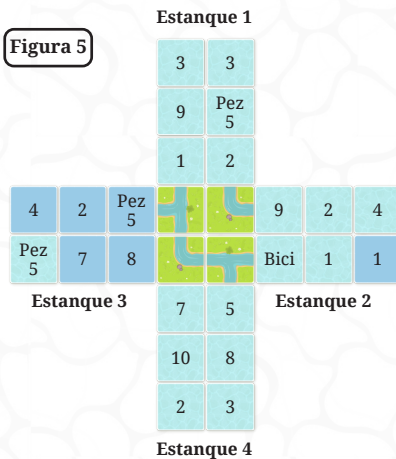 Estanque 1
Figura 5
3 3
9 Pez 5
1 2
4 2 Pez 5 9 2 4
Pez 5 7 8 Bici 1 1
Estanque 3 Estanque 2
7 5
10 8
2 3
Estanque 4